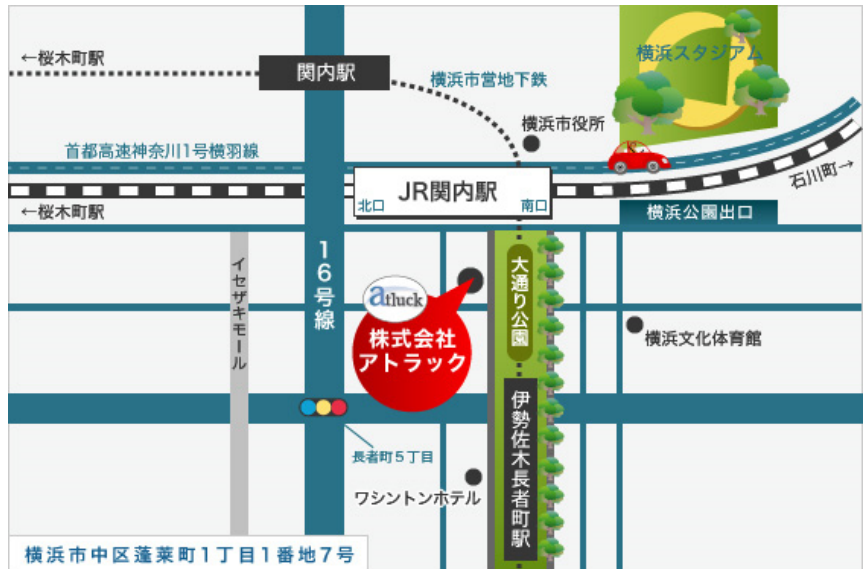 ←桜木町駅
関内駅
横浜市営地下鉄
横浜スタジアム
横浜市役所
首都高速神奈川1号横羽線
JR関内駅
北口
南口
石川町→
←桜木町駅
横浜公園出口
イセザキモール
16号線
atluck
株式会社
アトラック
大通り公園
横浜文化体育館
伊勢佐木長者町駅
長者町5丁目
ワシントンホテル
横浜市中区蓬莱町1丁目1番地7号